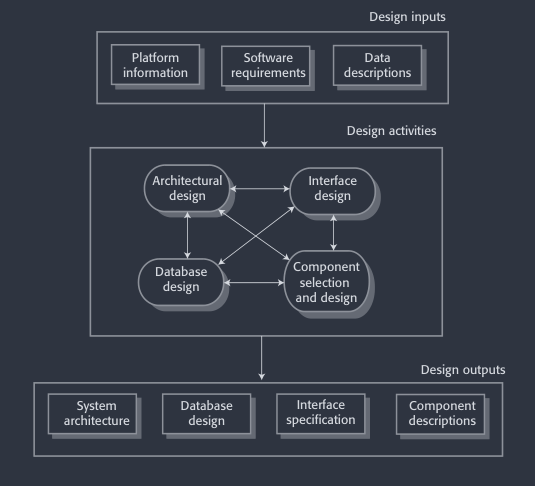 Design inputs
Platform
information
Software
requirements
Data
descriptions
Design activities
Architectural
design
Interface
design
Database
design
Component
selection
and design
Design outputs
System
architecture
Database
design
Interface
specification
Component
descriptions